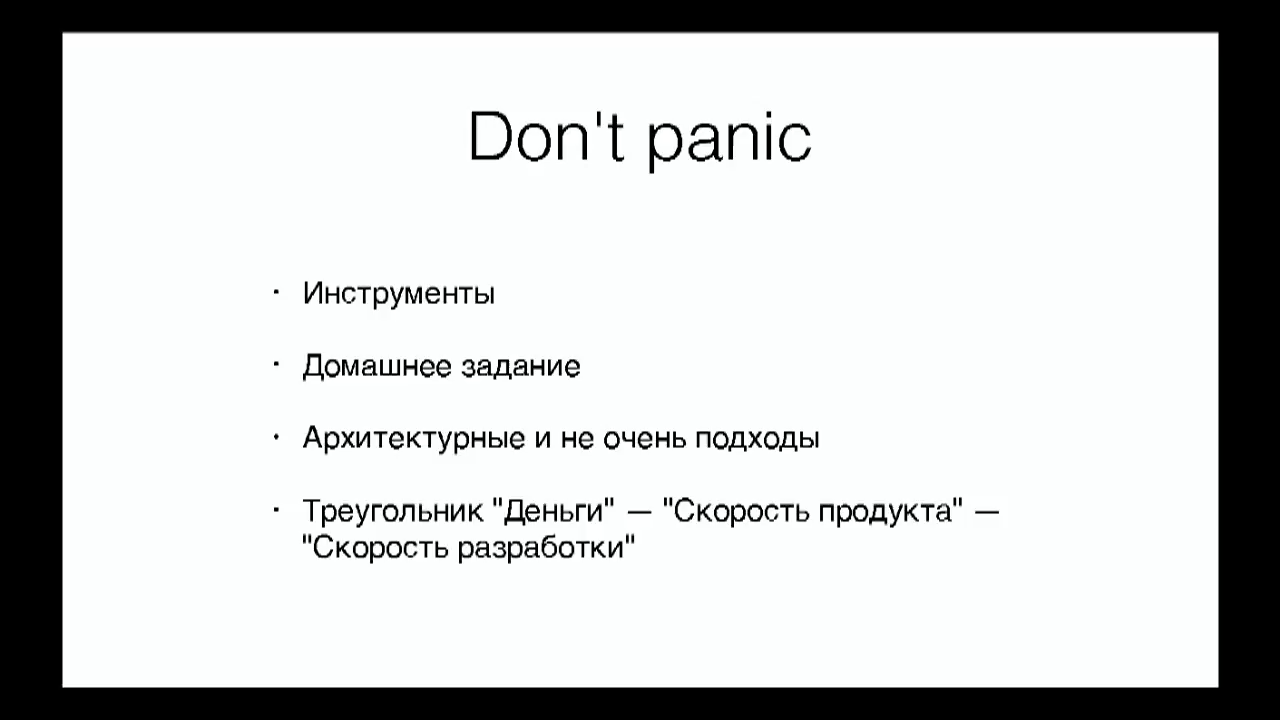 Don't panic
· Инструменты
· Домашнее задание
· Архитектурные и не очень подходы
· Треугольник "Деньги" — "Скорость продукта" —
"Скорость разработки"